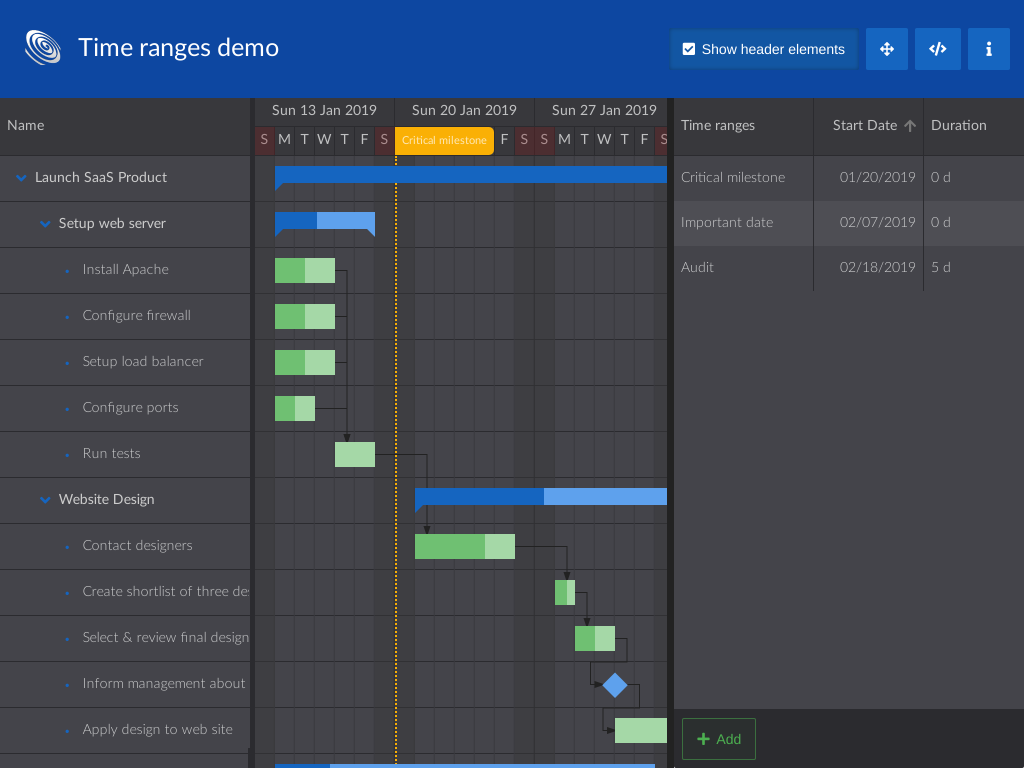 Time ranges demo
Show header elements
Name
Sun 13 Jan 2019 Sun 20 Jan 2019 Sun 27 Jan 2019
S M T W T F S Critical milestone F S S M T W T F S
Time ranges Start Date Duration
Launch SaaS Product
Setup web server
Install Apache
Configure firewall
Setup load balancer
Configure ports
Run tests
Website Design
Contact designers
Create shortlist of three de
Select & review final design
Inform management about
Apply design to web site
Critical milestone 01/20/2019 0 d
Important date 02/07/2019 0 d
Audit 02/18/2019 5 d
Add